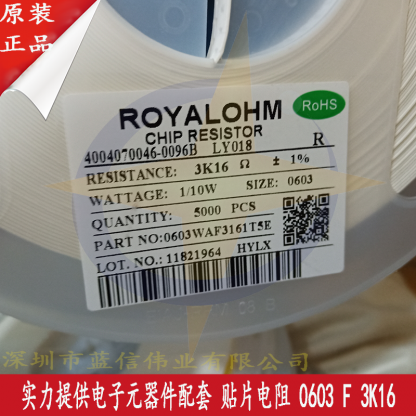 原装
正品
ROYALOHM
RoHS
CHIP RESISTOR
4004070046-0096B LY018
R
RESISTANCE: 3K16 Ω ± 1%
WATTAGE: 1/10W SIZE: 0603
QUANTITY: 5000 PCS
PART NO:0603WAF3161T5E
LOT. NO.: 11821964 HYLX
深圳市蓝信伟业有限公司
实力提供电子元器件配套 贴片电阻 0603 F 3K16